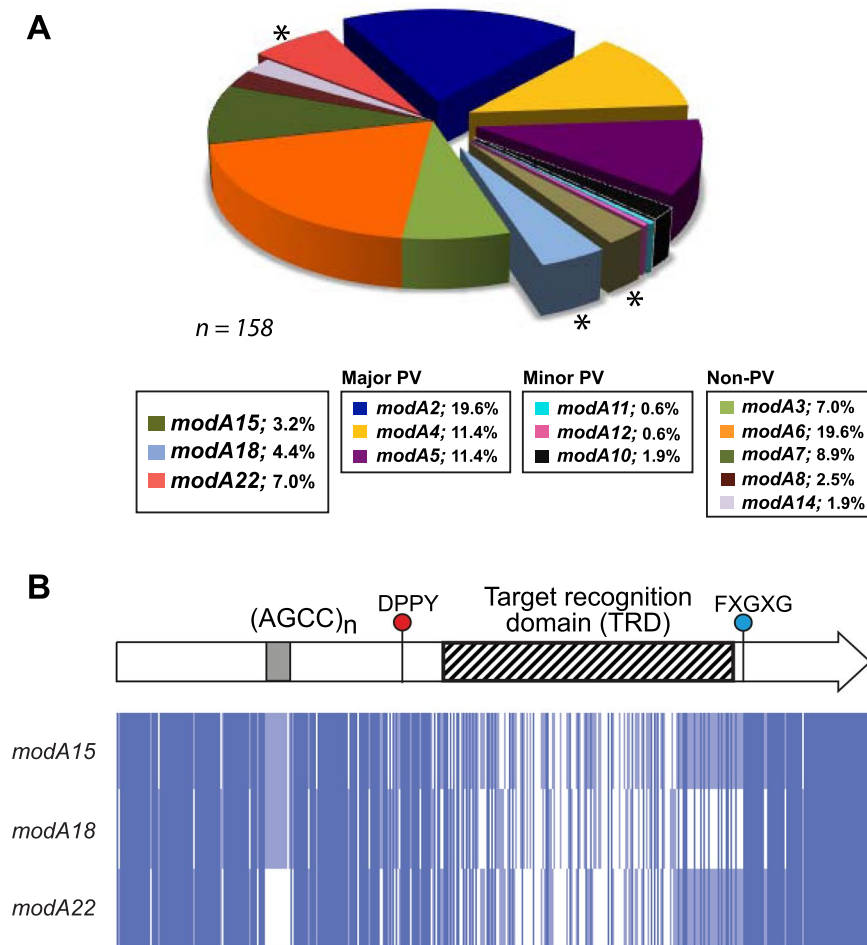 A
*
*
*
n = 158
modA15; 3.2%
modA18; 4.4%
modA22; 7.0%
Major PV
modA2; 19.6%
modA4; 11.4%
modA5; 11.4%
Minor PV
modA11; 0.6%
modA12; 0.6%
modA10; 1.9%
Non-PV
modA3; 7.0%
modA6; 19.6%
modA7; 8.9%
modA8; 2.5%
modA14; 1.9%
B
(AGCC)n
DPPY
Target recognition
domain (TRD)
FXGXG
modA15
modA18
modA22